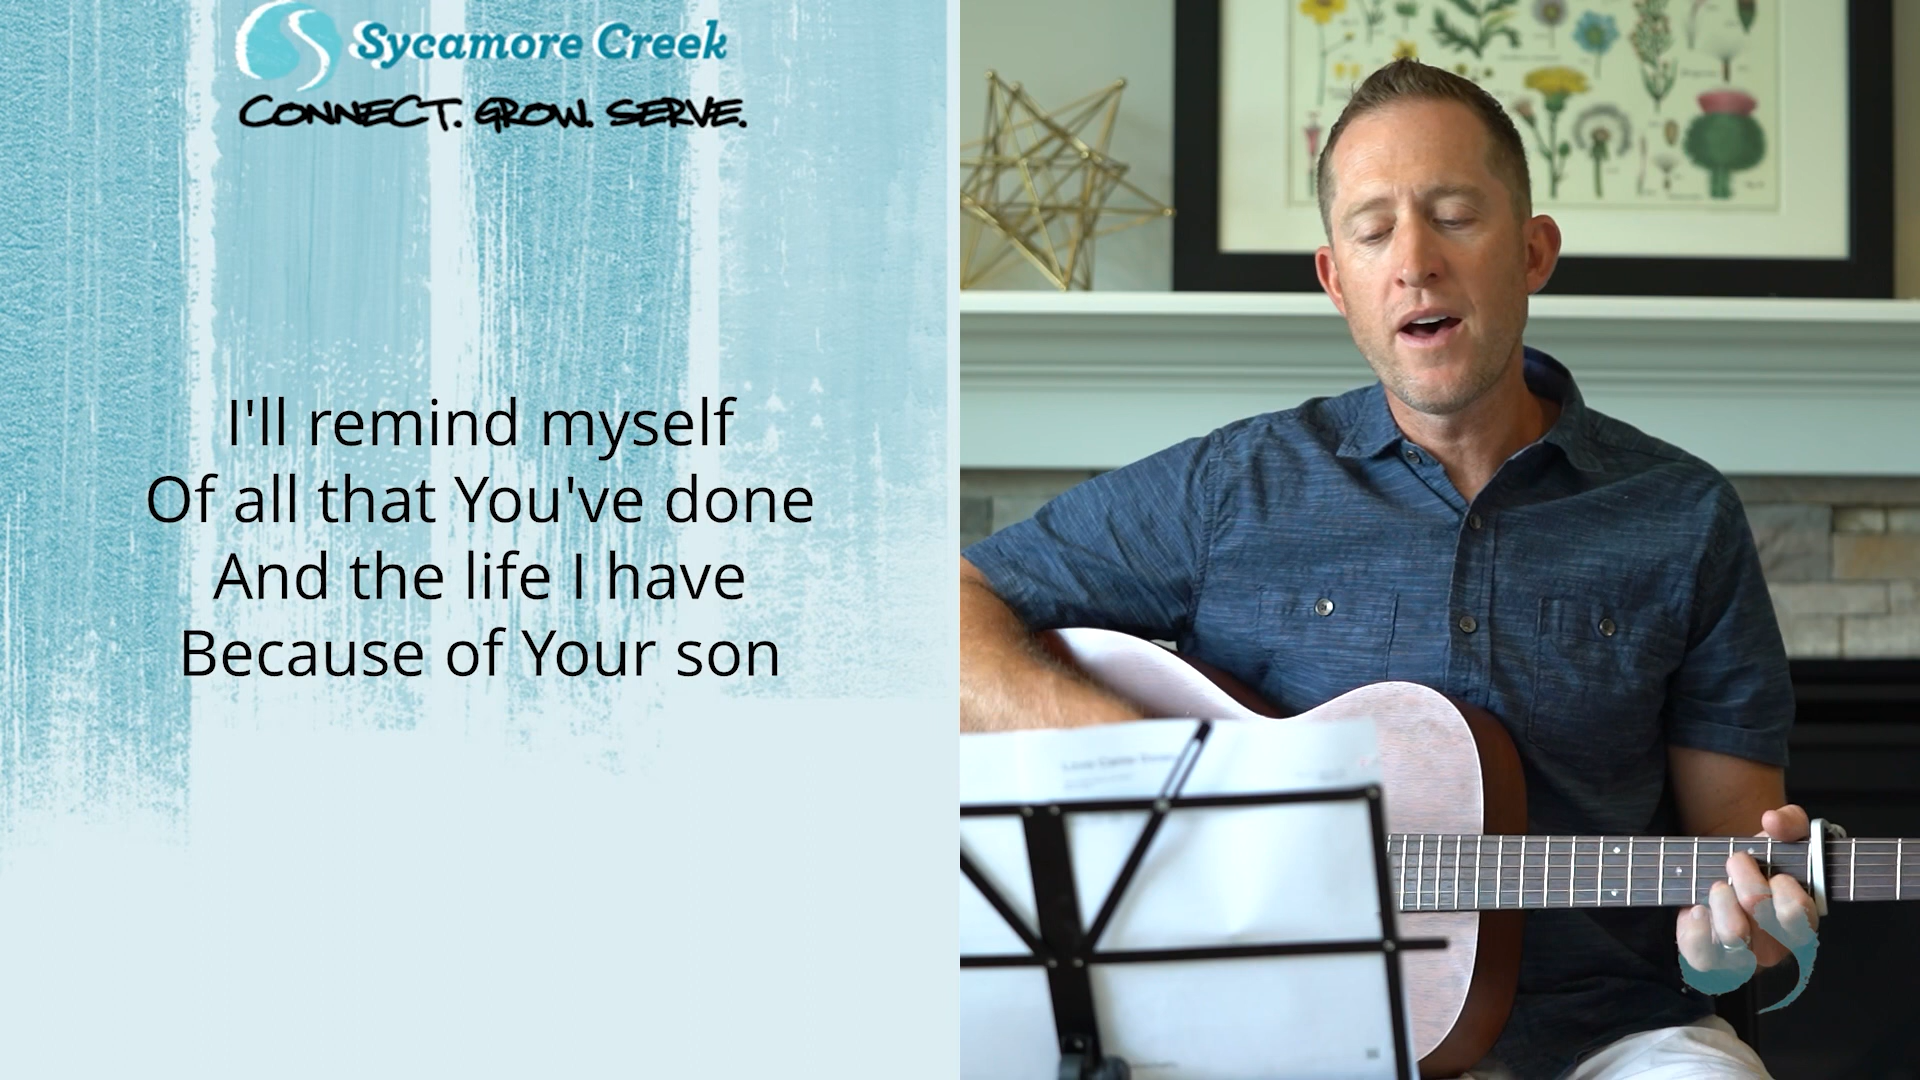 Sycamore Creek
CONNECT. GROW. SERVE.
I'll remind myself
Of all that You've done
And the life I have
Because of Your son